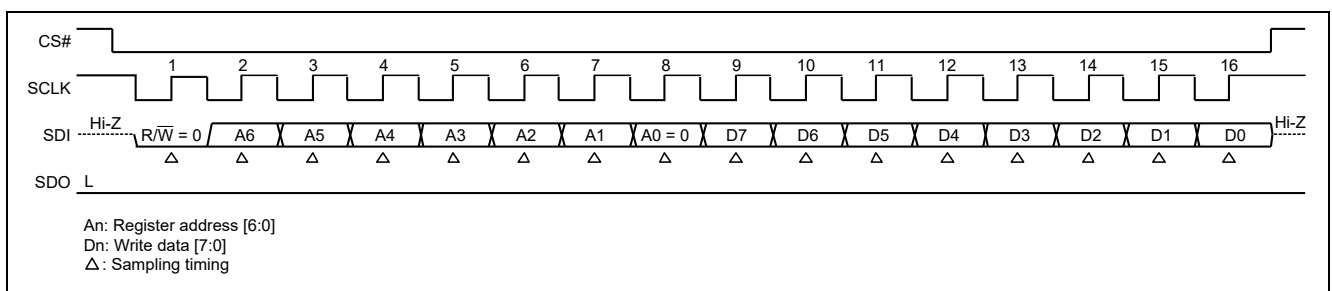 CS#
1 2 3 4 5 6 7 8 9 10 11 12 13 14 15 16
SCLK
SDI Hi-Z R/W̅ = 0 A6 A5 A4 A3 A2 A1 A0 = 0 D7 D6 D5 D4 D3 D2 D1 D0 Hi-Z
SDO L
An: Register address [6:0]
Dn: Write data [7:0]
△: Sampling timing